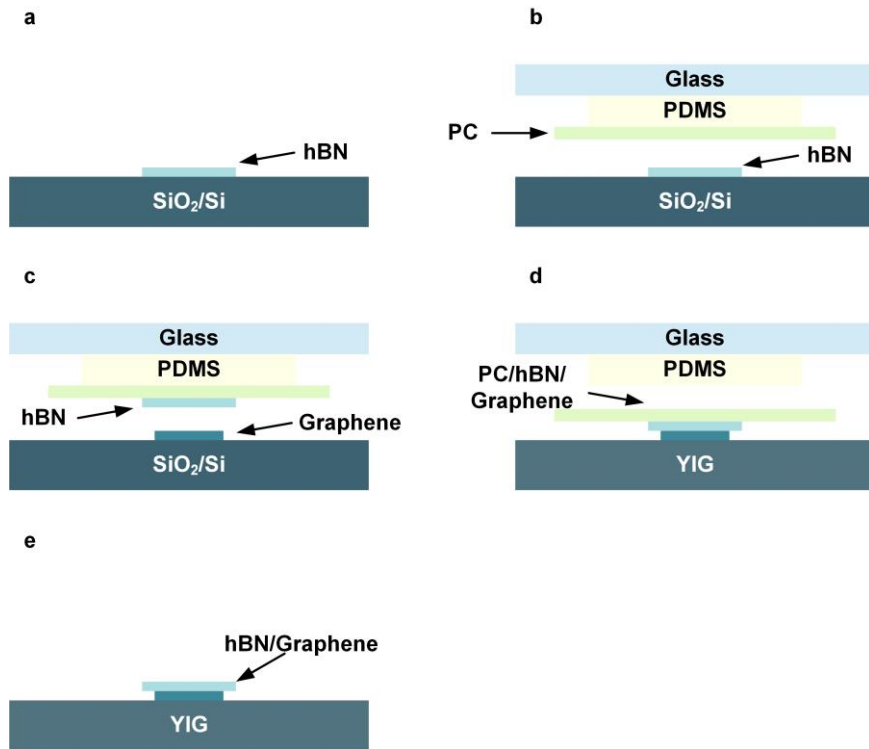 a
hBN
SiO₂/Si
b
Glass
PDMS
PC
hBN
SiO₂/Si
c
Glass
PDMS
hBN
Graphene
SiO₂/Si
d
Glass
PDMS
PC/hBN/
Graphene
YIG
e
hBN/Graphene
YIG